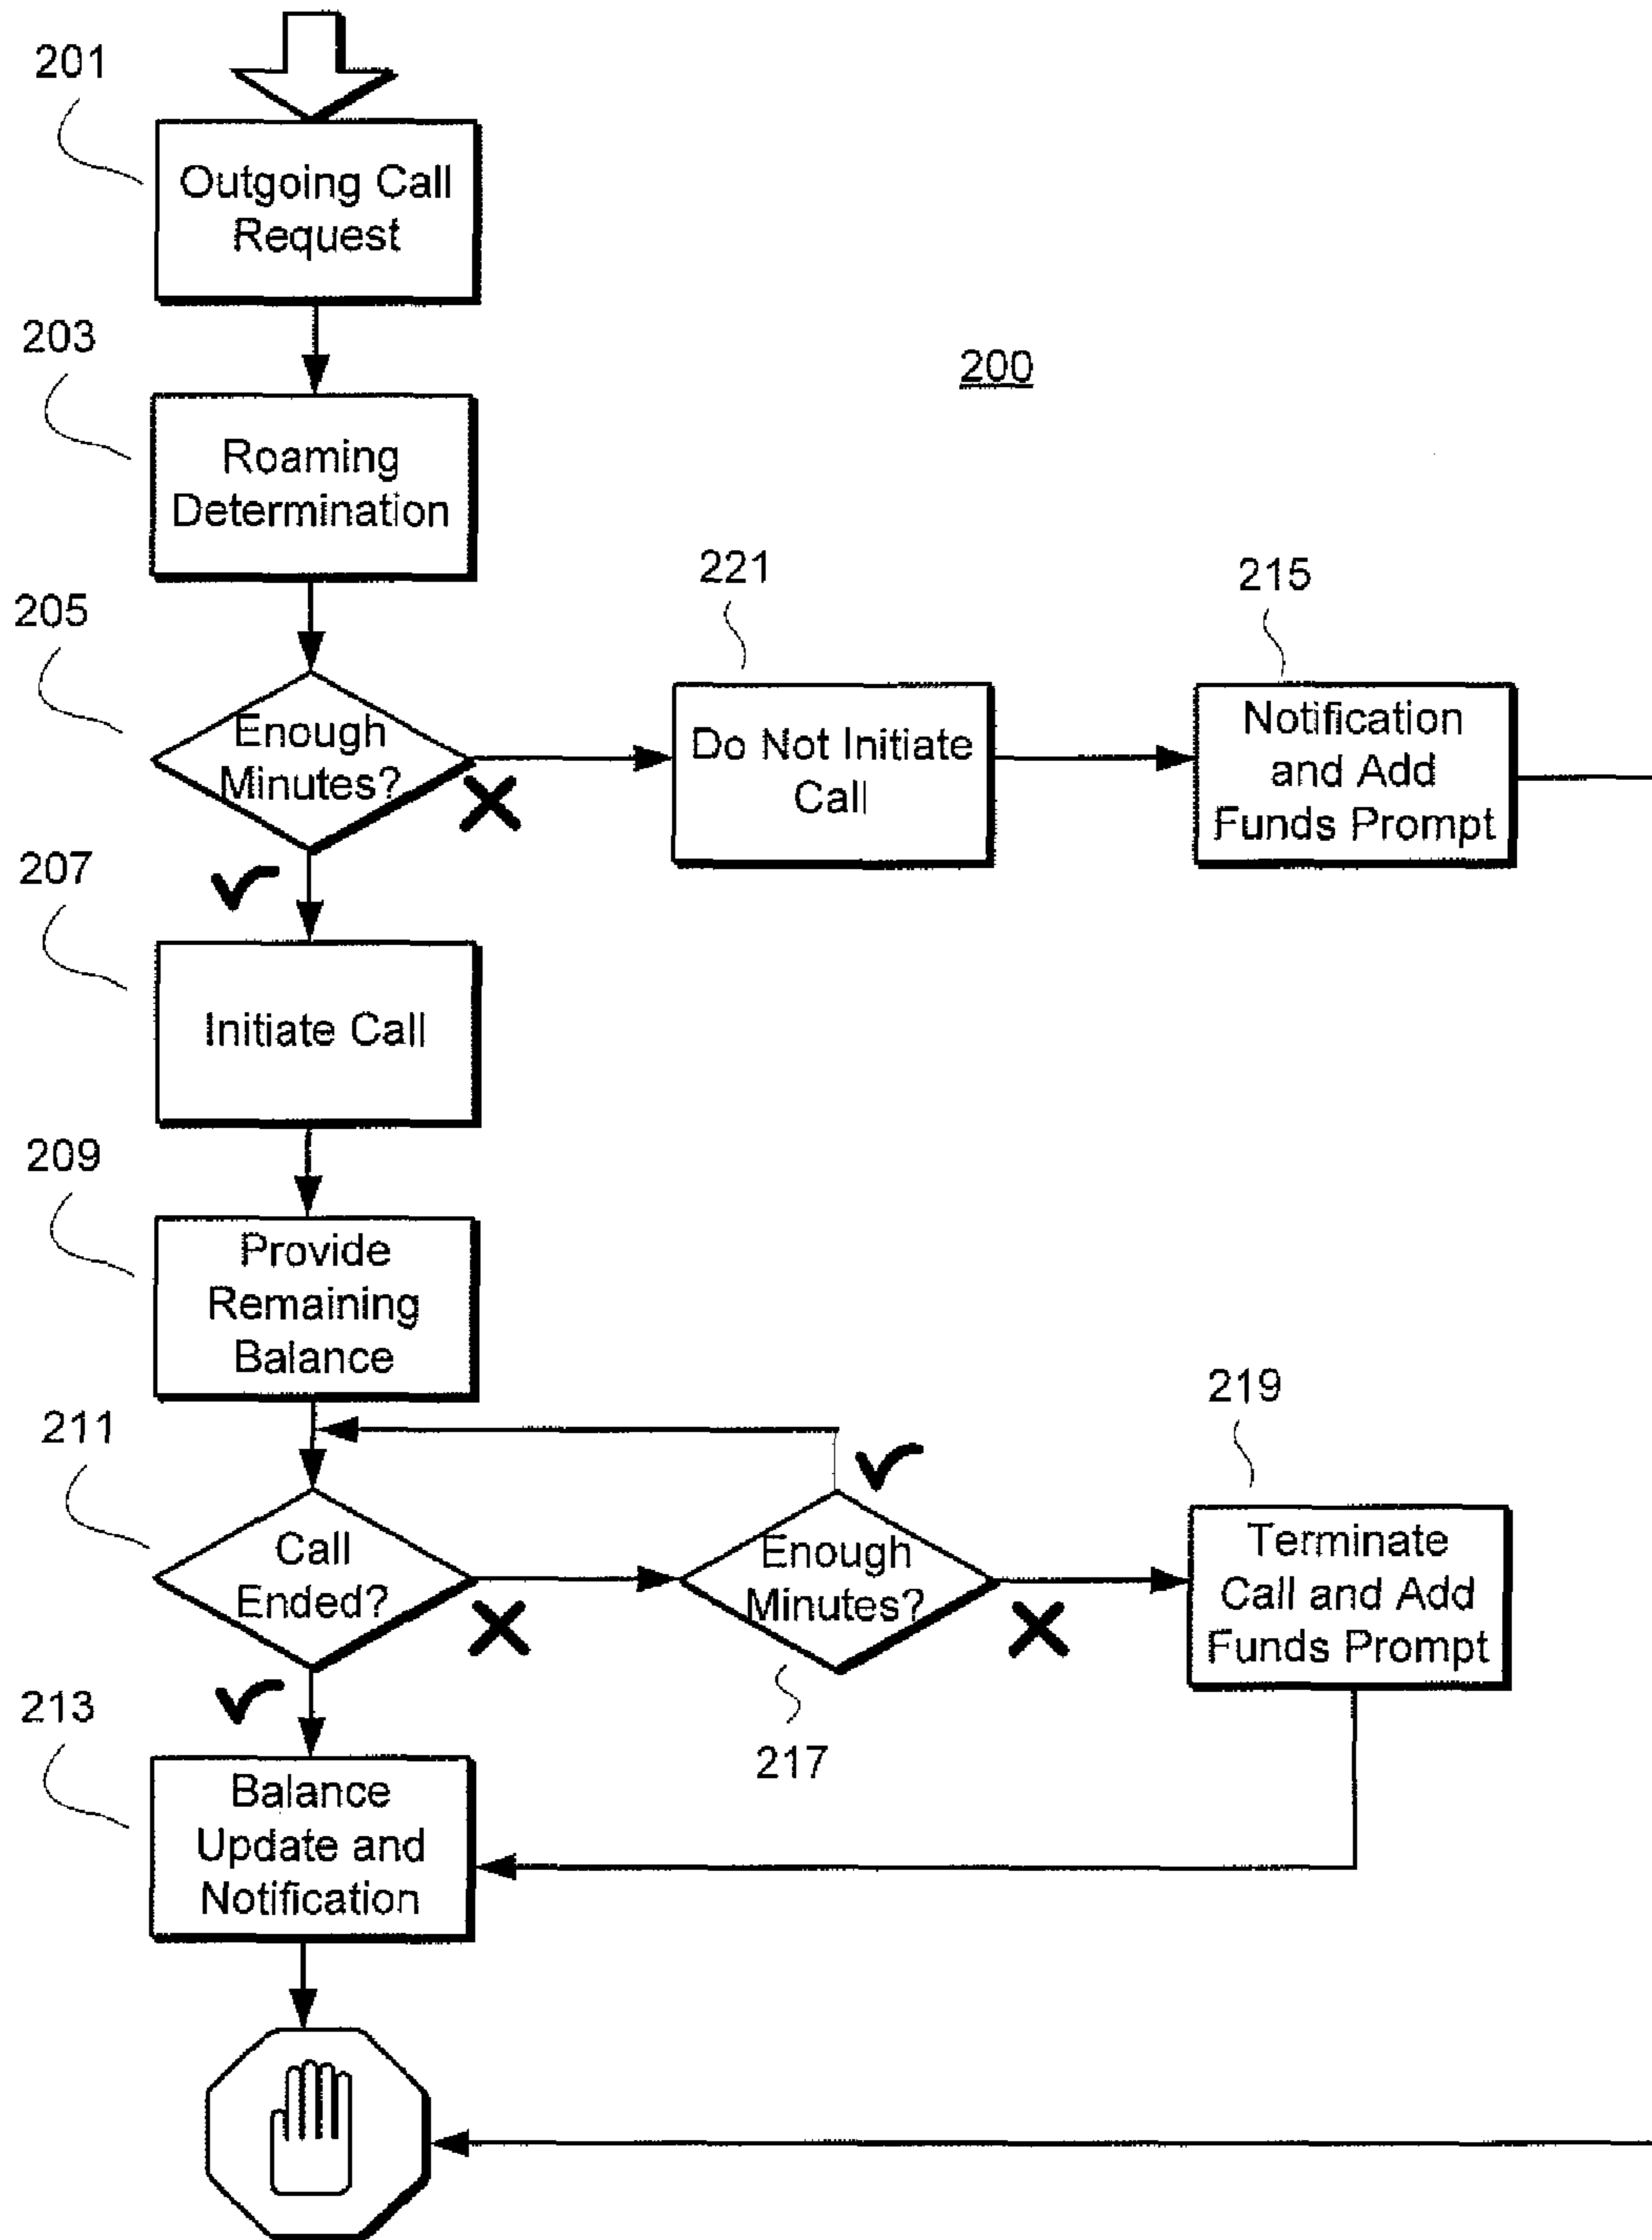 201
Outgoing Call
Request
203
200
Roaming
Determination
205
221
215
Enough
Minutes?
Do Not Initiate
Call
Notification
and Add
Funds Prompt
207
Initiate Call
209
Provide
Remaining
Balance
211
219
Call
Ended?
Enough
Minutes?
Terminate
Call and Add
Funds Prompt
213
217
Balance
Update and
Notification